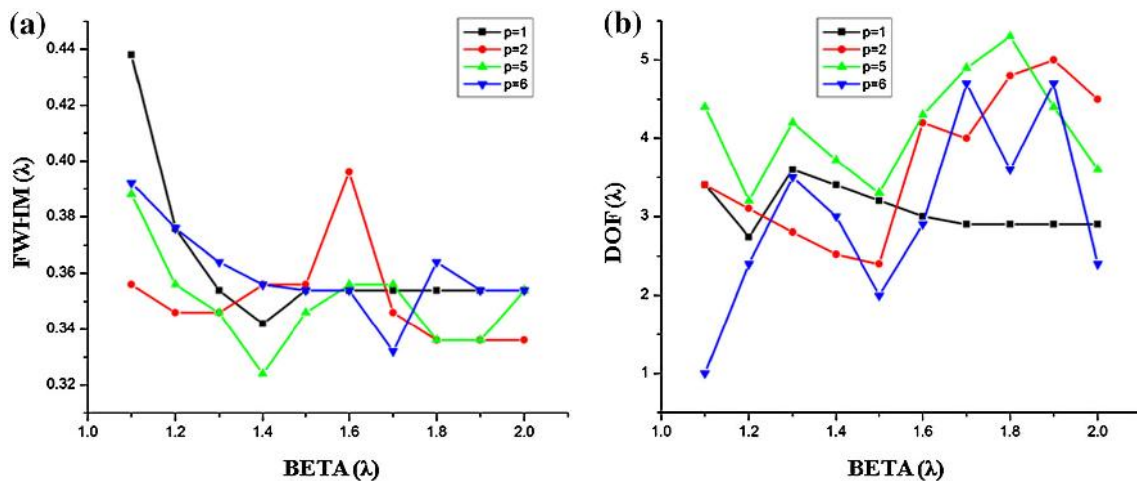 (a)
p=1
p=2
p=5
p=6
0.44
0.42
0.40
0.38
0.36
0.34
0.32
FWHM (λ)
1.0 1.2 1.4 1.6 1.8 2.0
BETA (λ)
(b)
p=1
p=2
p=5
p=6
5
4
3
2
1
DOF (λ)
1.0 1.2 1.4 1.6 1.8 2.0
BETA (λ)